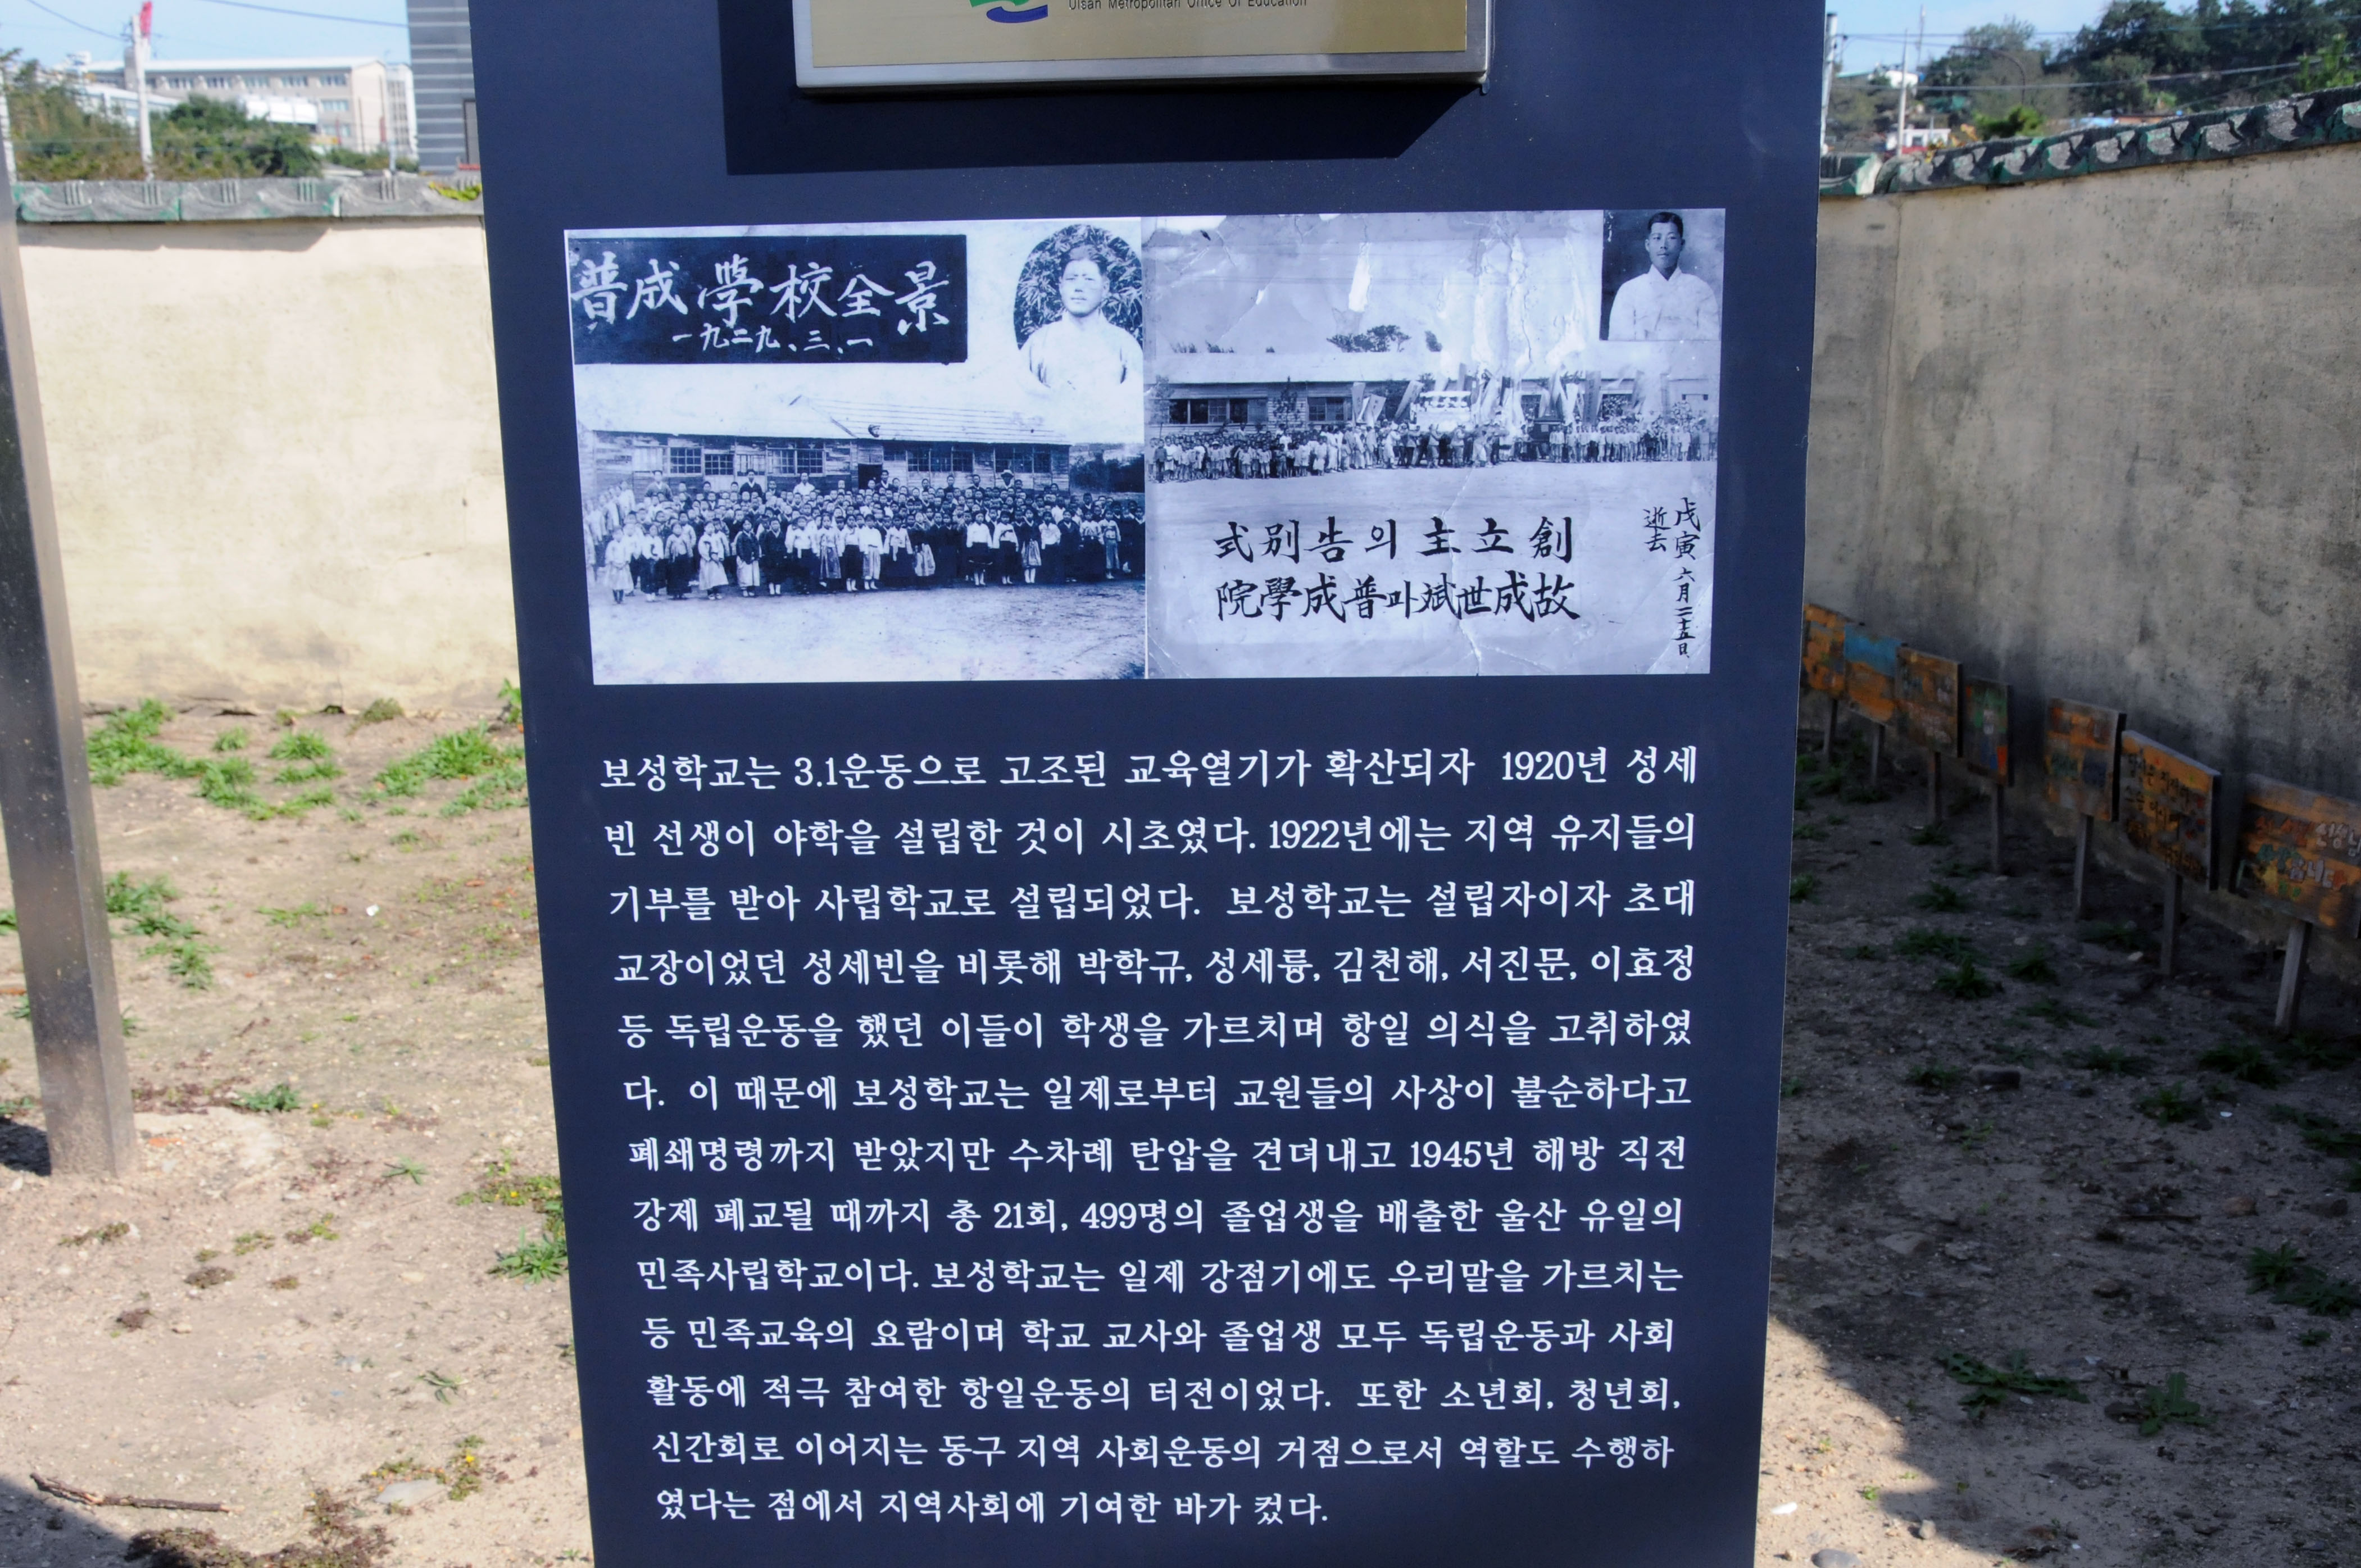 Ulsan Metropolitan Office Of Education
普成學校全景
一九二九、三、一
戊寅 六月二十五日
逝去
創立主의告別式
故成世斌과普成學院
보성학교는 3.1운동으로 고조된 교육열기가 확산되자 1920년 성세
빈 선생이 야학을 설립한 것이 시초였다. 1922년에는 지역 유지들의
기부를 받아 사립학교로 설립되었다. 보성학교는 설립자이자 초대
교장이었던 성세빈을 비롯해 박학규, 성세륭, 김천해, 서진문, 이효정
등 독립운동을 했던 이들이 학생을 가르치며 항일 의식을 고취하였
다. 이 때문에 보성학교는 일제로부터 교원들의 사상이 불순하다고
폐쇄명령까지 받았지만 수차례 탄압을 견뎌내고 1945년 해방 직전
강제 폐교될 때까지 총 21회, 499명의 졸업생을 배출한 울산 유일의
민족사립학교이다. 보성학교는 일제 강점기에도 우리말을 가르치는
등 민족교육의 요람이며 학교 교사와 졸업생 모두 독립운동과 사회
활동에 적극 참여한 항일운동의 터전이었다. 또한 소년회, 청년회,
신간회로 이어지는 동구 지역 사회운동의 거점으로서 역할도 수행하
였다는 점에서 지역사회에 기여한 바가 컸다.